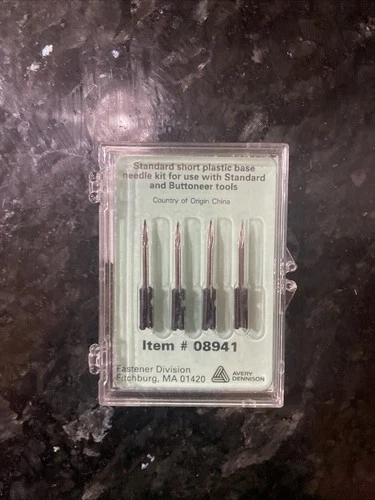 Standard short plastic base
needle kit for use with Standard
and Buttoneer tools
Country of Origin China
Item # 08941
Fastener Division
Fitchburg, MA 01420
AVERY
DENNISON